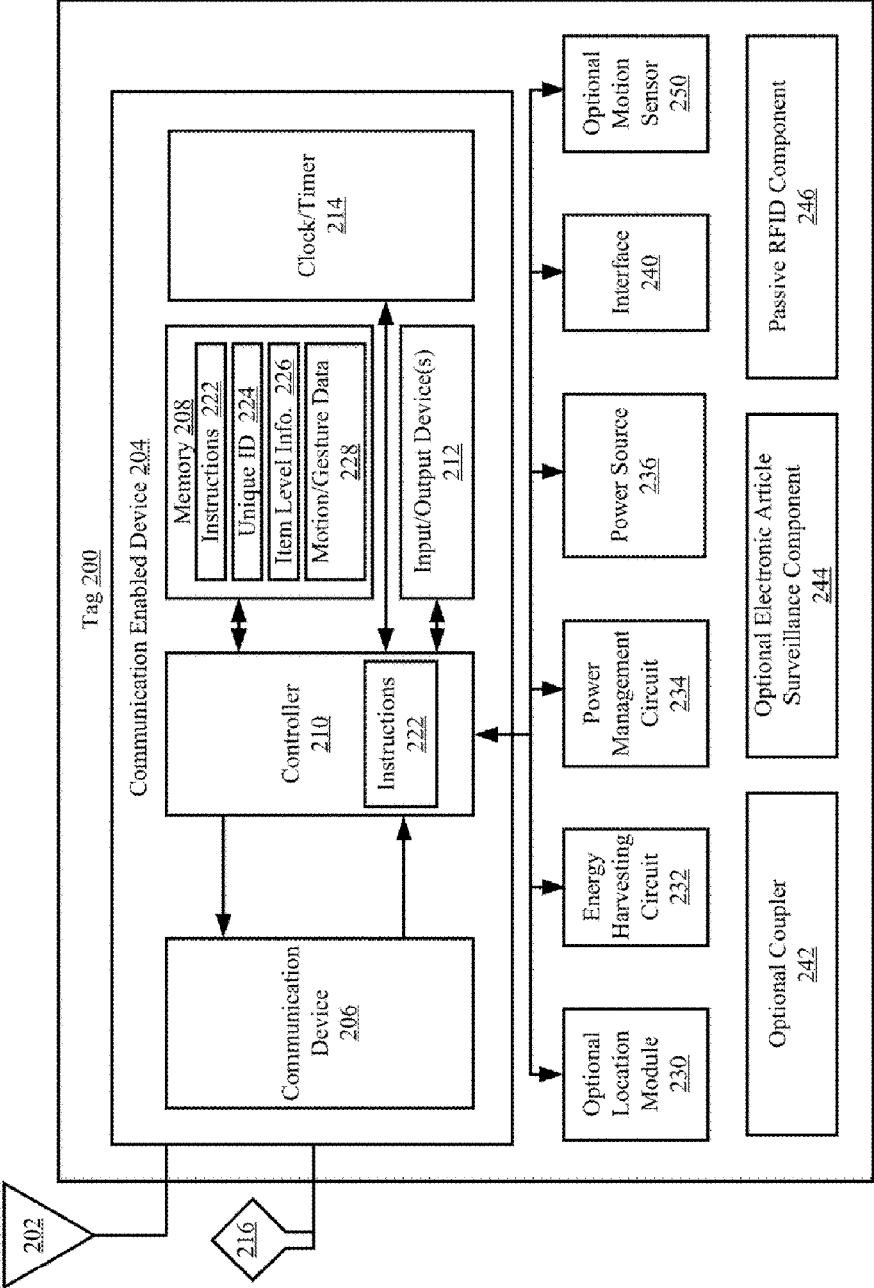 Tag 200
202
216
Communication Enabled Device 204
Communication
Device
206
Controller
210
Instructions
222
Memory 208
Instructions 222
Unique ID 224
Item Level Info. 226
Motion/Gesture Data
228
Input/Output Device(s)
212
Clock/Timer
214
Optional
Location
Module
230
Energy
Harvesting
Circuit
232
Power
Management
Circuit
234
Power Source
236
Interface
240
Optional
Motion
Sensor
250
Optional Coupler
242
Optional Electronic Article
Surveillance Component
244
Passive RFID Component
246